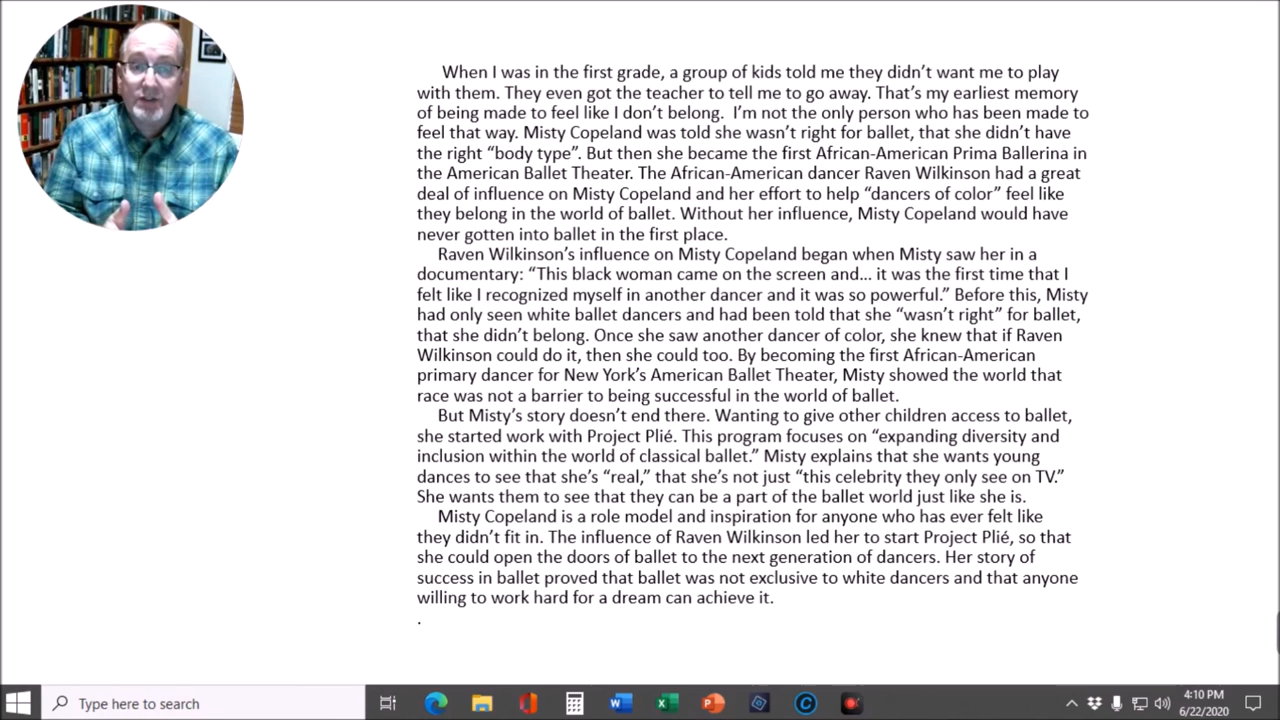 When I was in the first grade, a group of kids told me they didn’t want me to play
with them. They even got the teacher to tell me to go away. That’s my earliest memory
of being made to feel like I don’t belong.  I’m not the only person who has been made to
feel that way. Misty Copeland was told she wasn’t right for ballet, that she didn’t have
the right “body type”. But then she became the first African-American Prima Ballerina in
the American Ballet Theater. The African-American dancer Raven Wilkinson had a great
deal of influence on Misty Copeland and her effort to help “dancers of color” feel like
they belong in the world of ballet. Without her influence, Misty Copeland would have
never gotten into ballet in the first place.
Raven Wilkinson’s influence on Misty Copeland began when Misty saw her in a
documentary: “This black woman came on the screen and... it was the first time that I
felt like I recognized myself in another dancer and it was so powerful.” Before this, Misty
had only seen white ballet dancers and had been told that she “wasn’t right” for ballet,
that she didn’t belong. Once she saw another dancer of color, she knew that if Raven
Wilkinson could do it, then she could too. By becoming the first African-American
primary dancer for New York’s American Ballet Theater, Misty showed the world that
race was not a barrier to being successful in the world of ballet.
But Misty’s story doesn’t end there. Wanting to give other children access to ballet,
she started work with Project Plié. This program focuses on “expanding diversity and
inclusion within the world of classical ballet.” Misty explains that she wants young
dances to see that she’s “real,” that she’s not just “this celebrity they only see on TV.”
She wants them to see that they can be a part of the ballet world just like she is.
Misty Copeland is a role model and inspiration for anyone who has ever felt like
they didn’t fit in. The influence of Raven Wilkinson led her to start Project Plié, so that
she could open the doors of ballet to the next generation of dancers. Her story of
success in ballet proved that ballet was not exclusive to white dancers and that anyone
willing to work hard for a dream can achieve it.
.
Type here to search
4:10 PM
6/22/2020